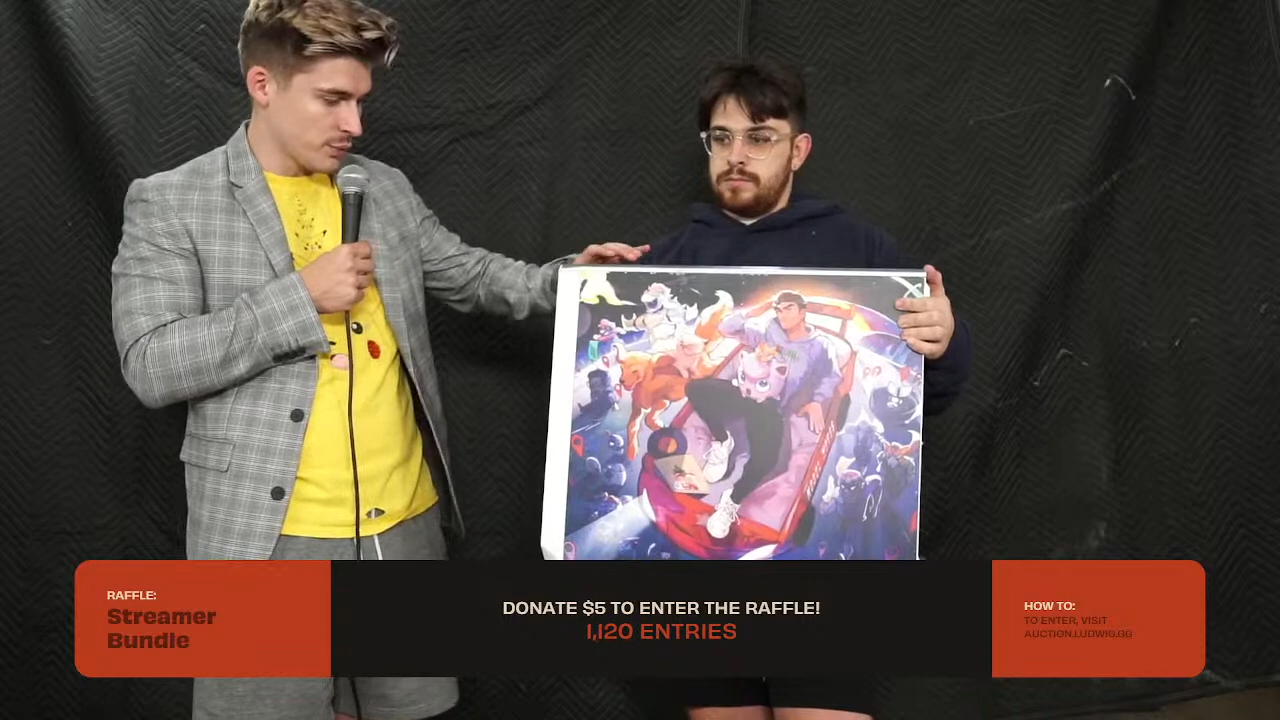 RAFFLE:
Streamer
Bundle
DONATE $5 TO ENTER THE RAFFLE!
1,120 ENTRIES
HOW TO:
TO ENTER, VISIT
AUCTION.LUDWIG.GG